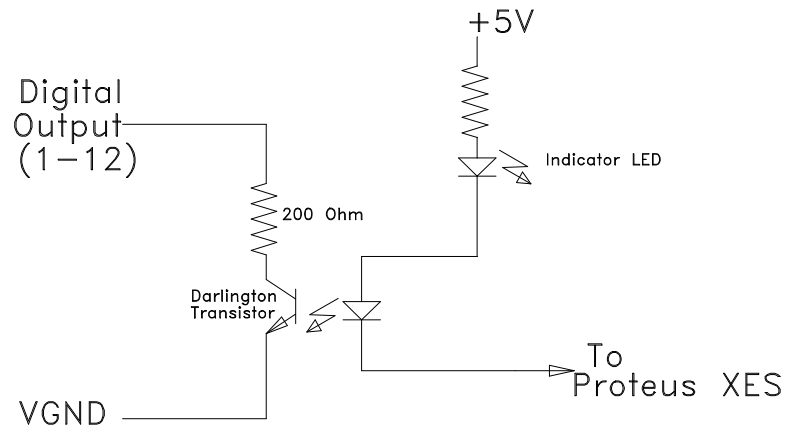 +5V
Digital
Output
(1-12)
Indicator LED
200 Ohm
Darlington
Transistor
To
Proteus XES
VGND